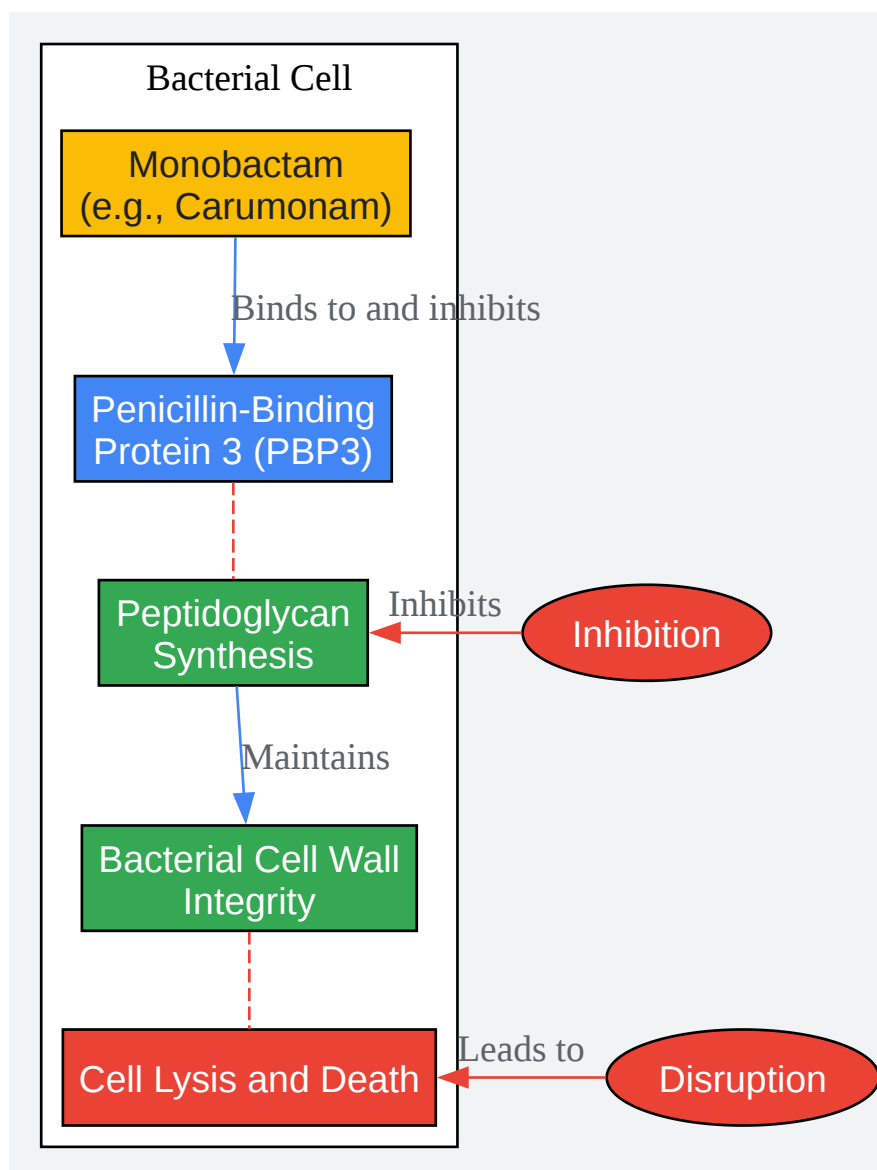 Bacterial Cell
Monobactam
(e.g., Carumonam)
Binds to and inhibits
Penicillin-Binding
Protein 3 (PBP3)
Peptidoglycan
Synthesis
Inhibits
Inhibition
Maintains
Bacterial Cell Wall
Integrity
Cell Lysis and Death
Leads to
Disruption